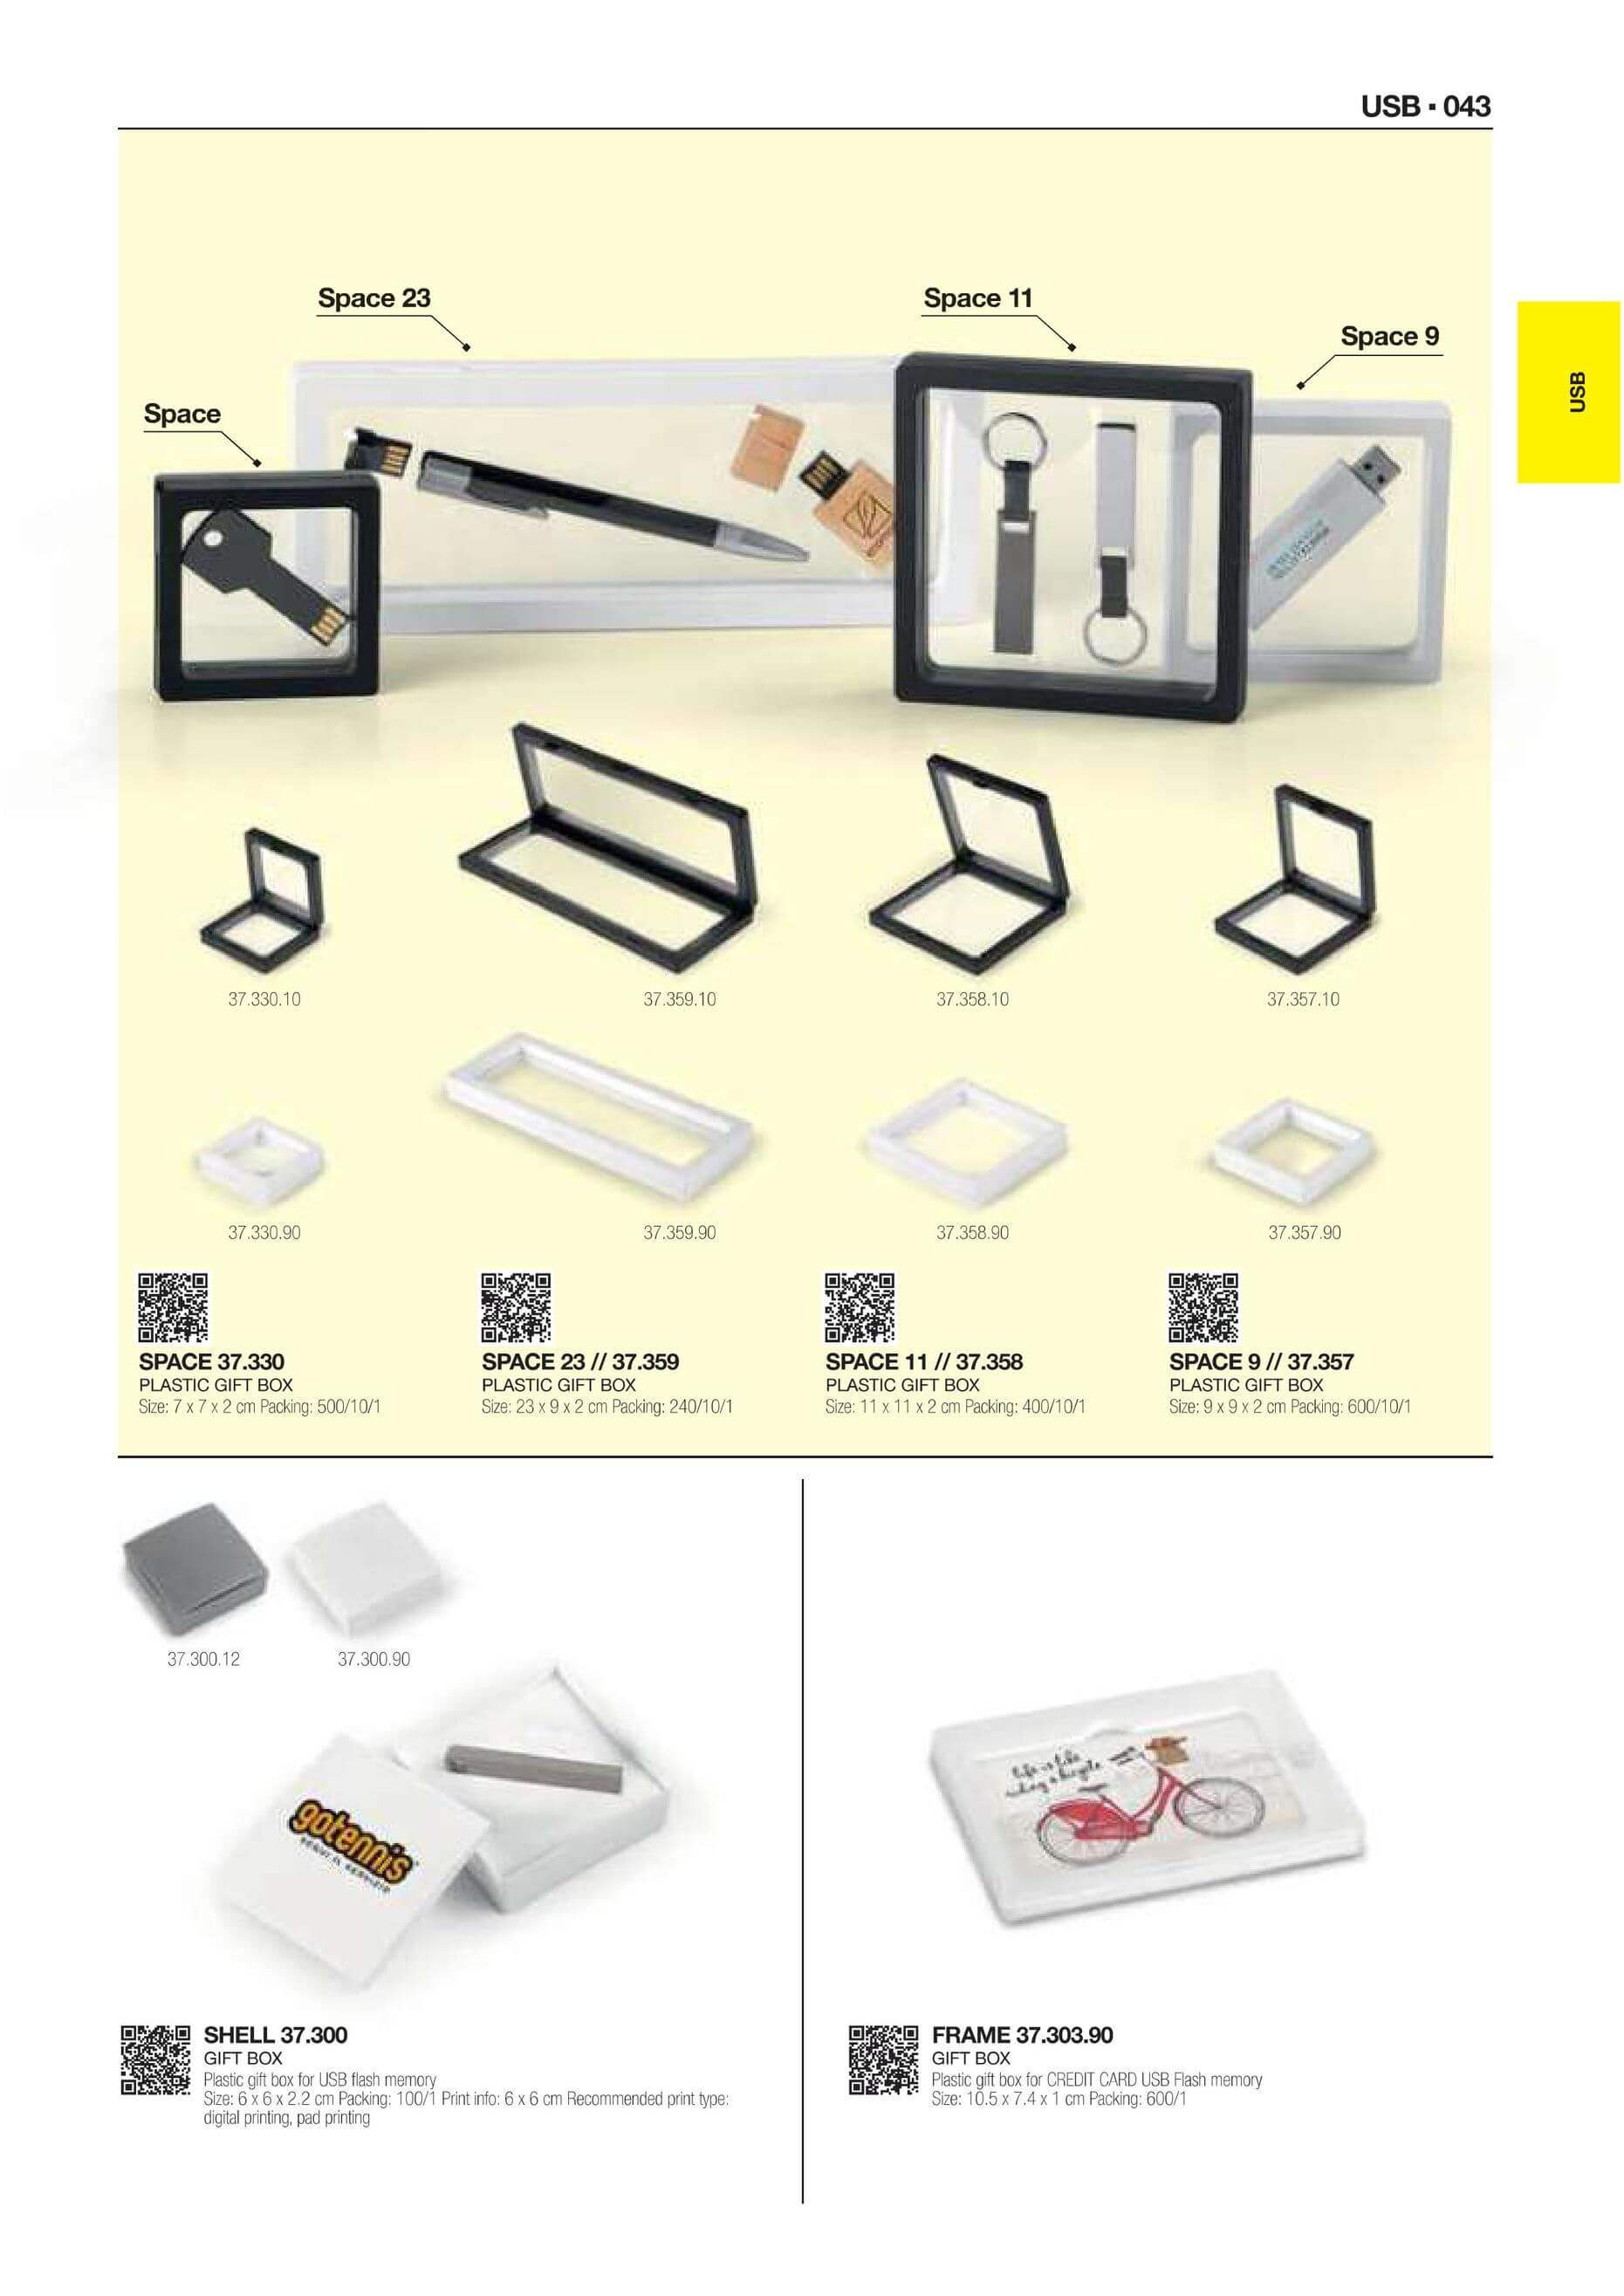 USB ▪ 043
Space 23
Space 11
Space 9
USB
Space
37.330.10
37.359.10
37.358.10
37.357.10
37.330.90
37.359.90
37.358.90
37.357.90
SPACE 37.330
PLASTIC GIFT BOX
Size: 7 x 7 x 2 cm Packing: 500/10/1
SPACE 23 // 37.359
PLASTIC GIFT BOX
Size: 23 x 9 x 2 cm Packing: 240/10/1
SPACE 11 // 37.358
PLASTIC GIFT BOX
Size: 11 x 11 x 2 cm Packing: 400/10/1
SPACE 9 // 37.357
PLASTIC GIFT BOX
Size: 9 x 9 x 2 cm Packing: 600/10/1
37.300.12
37.300.90
gotennis
life is like
riding a bicycle
SHELL 37.300
GIFT BOX
Plastic gift box for USB flash memory
Size: 6 x 6 x 2.2 cm Packing: 100/1 Print info: 6 x 6 cm Recommended print type:
digital printing, pad printing
FRAME 37.303.90
GIFT BOX
Plastic gift box for CREDIT CARD USB Flash memory
Size: 10.5 x 7.4 x 1 cm Packing: 600/1